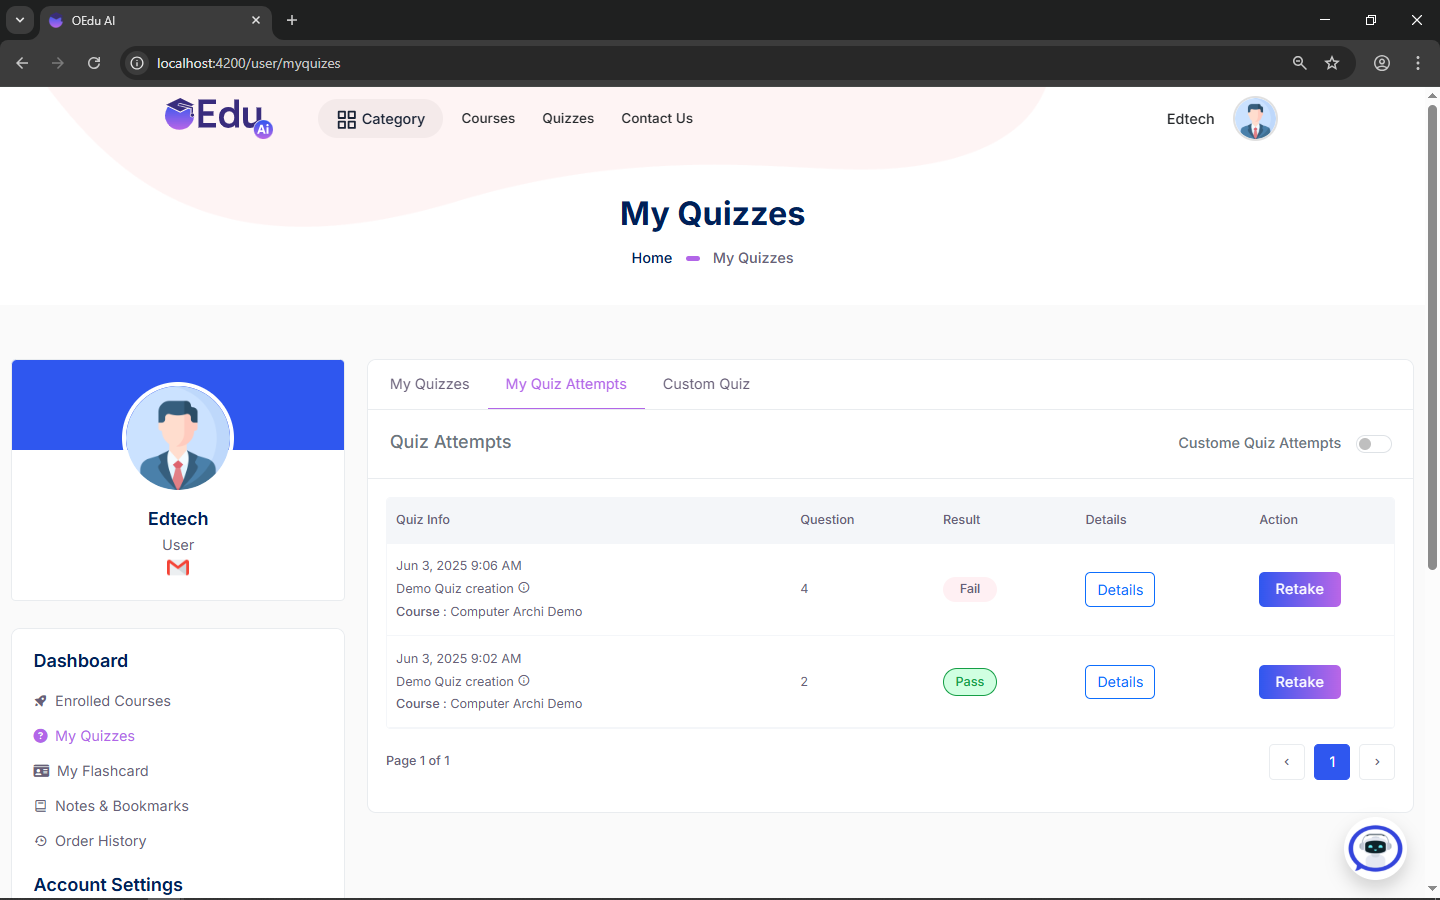 OEdu AI
localhost:4200/user/myquizes
Edu Ai
Category
Courses
Quizzes
Contact Us
Edtech
My Quizzes
Home
My Quizzes
Edtech
User
Dashboard
Enrolled Courses
My Quizzes
My Flashcard
Notes & Bookmarks
Order History
Account Settings
My Quizzes
My Quiz Attempts
Custom Quiz
Quiz Attempts
Custome Quiz Attempts
Quiz Info
Question
Result
Details
Action
Jun 3, 2025 9:06 AM
Demo Quiz creation
Course : Computer Archi Demo
4
Fail
Details
Retake
Jun 3, 2025 9:02 AM
Demo Quiz creation
Course : Computer Archi Demo
2
Pass
Details
Retake
Page 1 of 1
‹
1
›